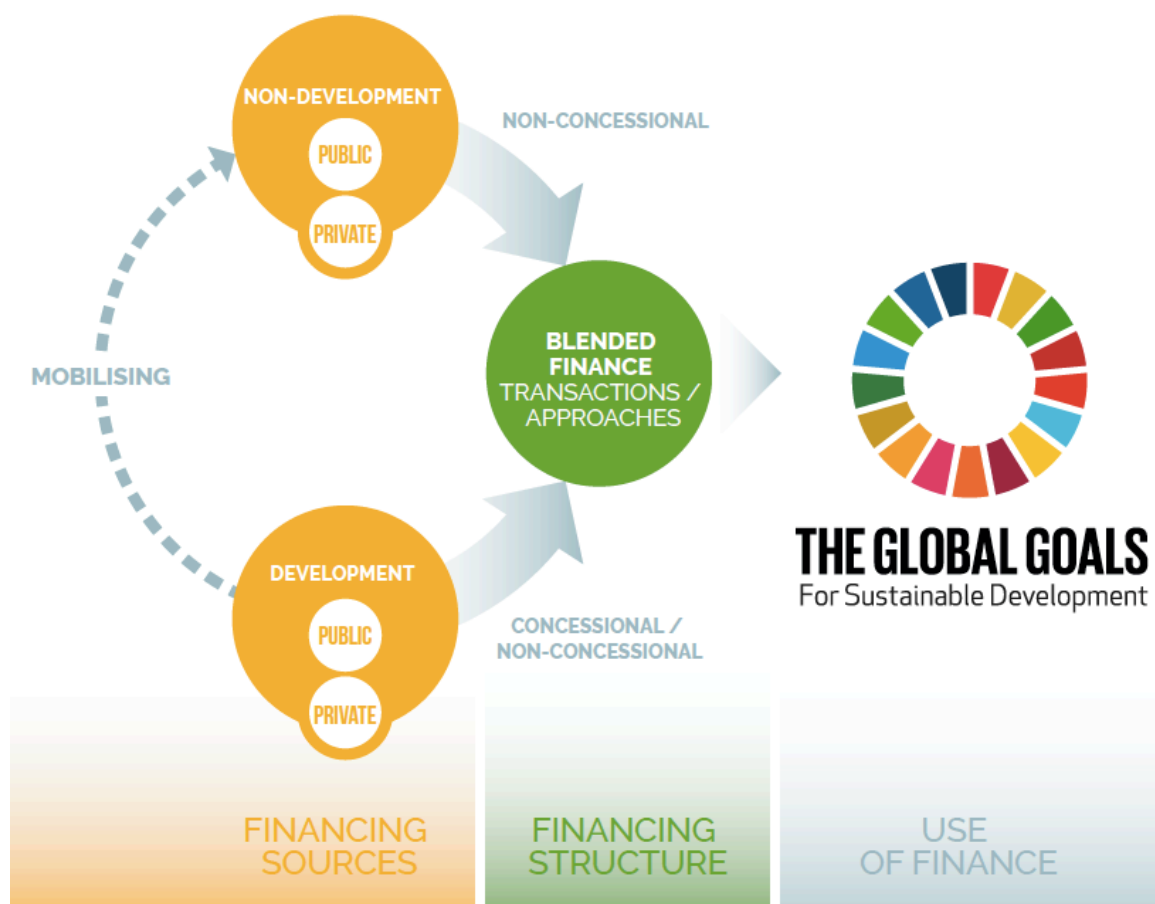 NON-DEVELOPMENT
PUBLIC
PRIVATE
NON-CONCESSIONAL
MOBILISING
BLENDED
FINANCE
TRANSACTIONS /
APPROACHES
THE GLOBAL GOALS
For Sustainable Development
DEVELOPMENT
PUBLIC
PRIVATE
CONCESSIONAL /
NON-CONCESSIONAL
FINANCING
SOURCES
FINANCING
STRUCTURE
USE
OF FINANCE